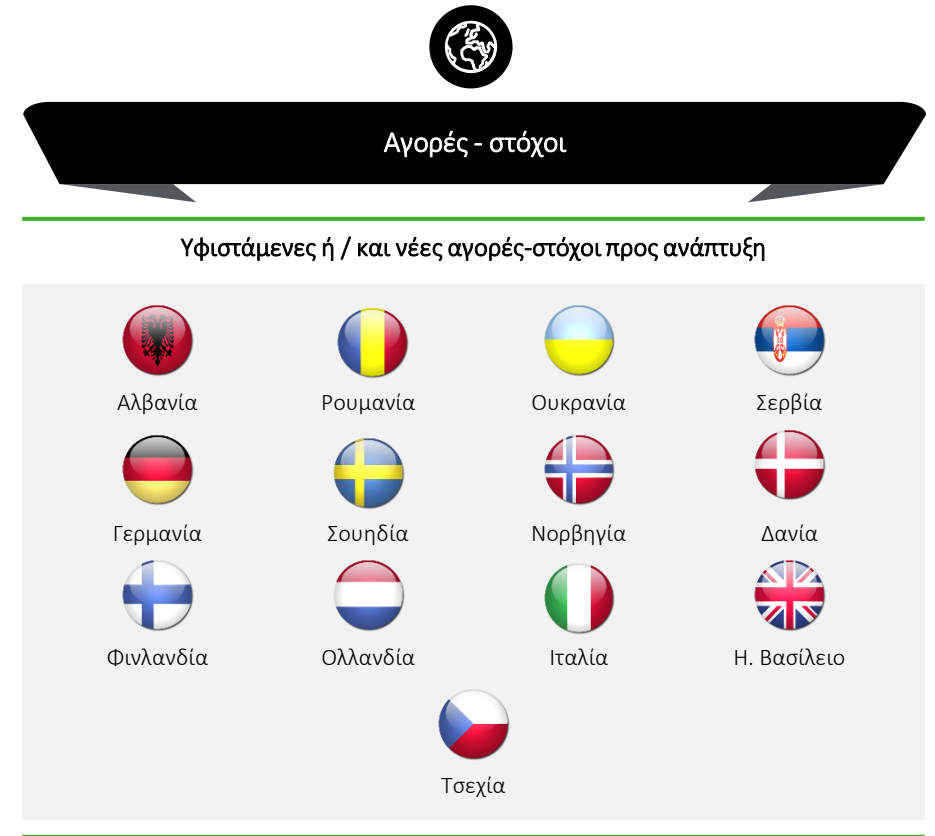 Αγορές - στόχοι
Υφιστάμενες ή / και νέες αγορές-στόχοι προς ανάπτυξη
Αλβανία
Ρουμανία
Ουκρανία
Σερβία
Γερμανία
Σουηδία
Νορβηγία
Δανία
Φινλανδία
Ολλανδία
Ιταλία
Η. Βασίλειο
Τσεχία